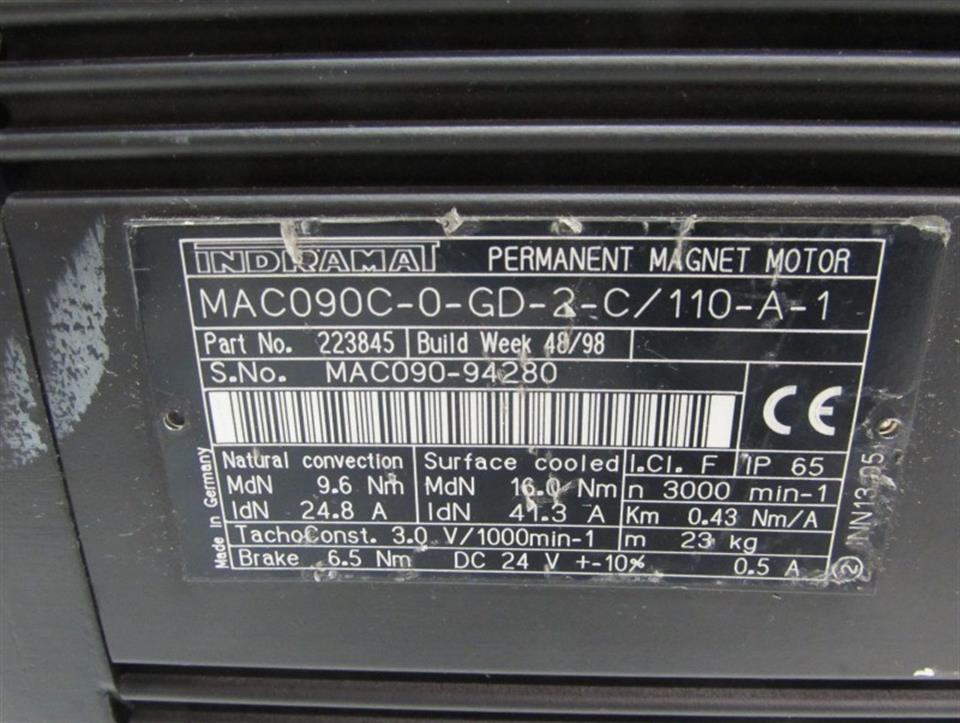 INDRAMAT PERMANENT MAGNET MOTOR
MAC090C-0-GD-2-C/110-A-1
Part No. 223845 Build Week 48/98
S.No. MAC090-94280
CE
Natural convection Surface cooled I.Cl. F IP 65
MdN 9.6 Nm MdN 16.0 Nm n 3000 min-1
IdN 24.8 A IdN 41.3 A Km 0.43 Nm/A
TachoConst. 3.0 V/1000min-1 m 23 kg
Brake 6.5 Nm DC 24 V +-10% 0.5 A
Made in Germany
2 NN13-05